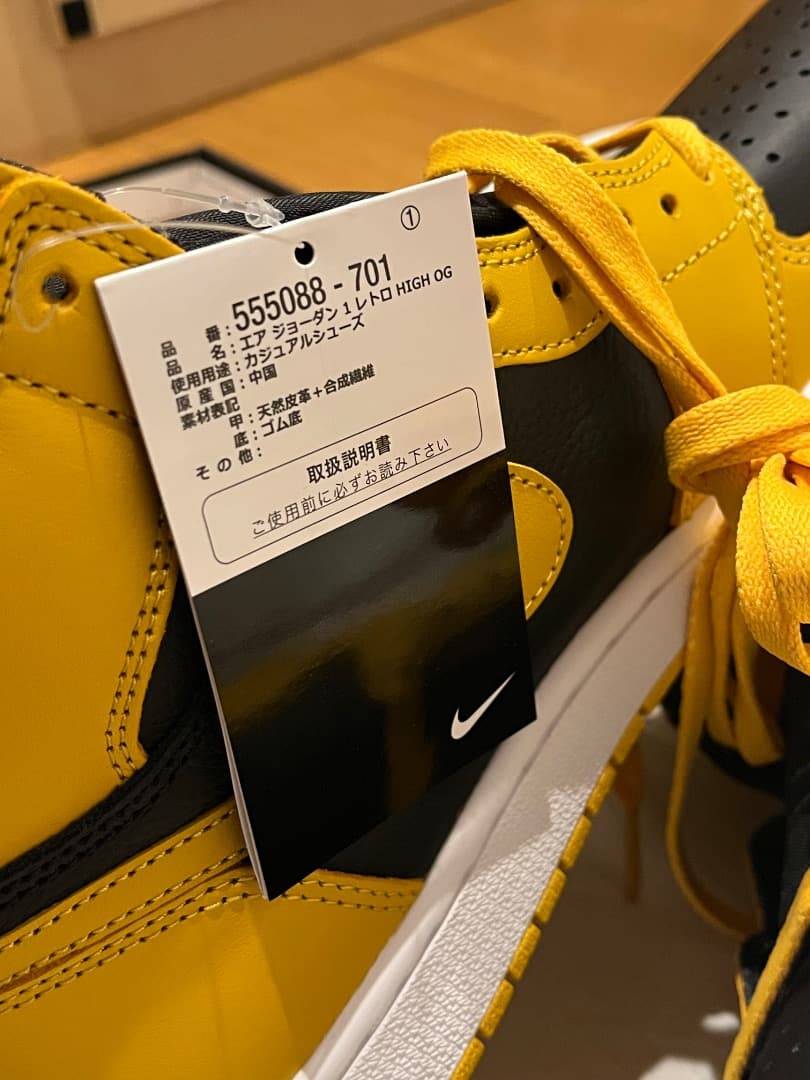 ①
品番：555088 - 701
品名：エア ジョーダン 1 レトロ HIGH OG
使用用途：カジュアルシューズ
原産国：中国
素材表記
甲：天然皮革＋合成繊維
底：ゴム底
その他：
取扱説明書
ご使用前に必ずお読み下さい